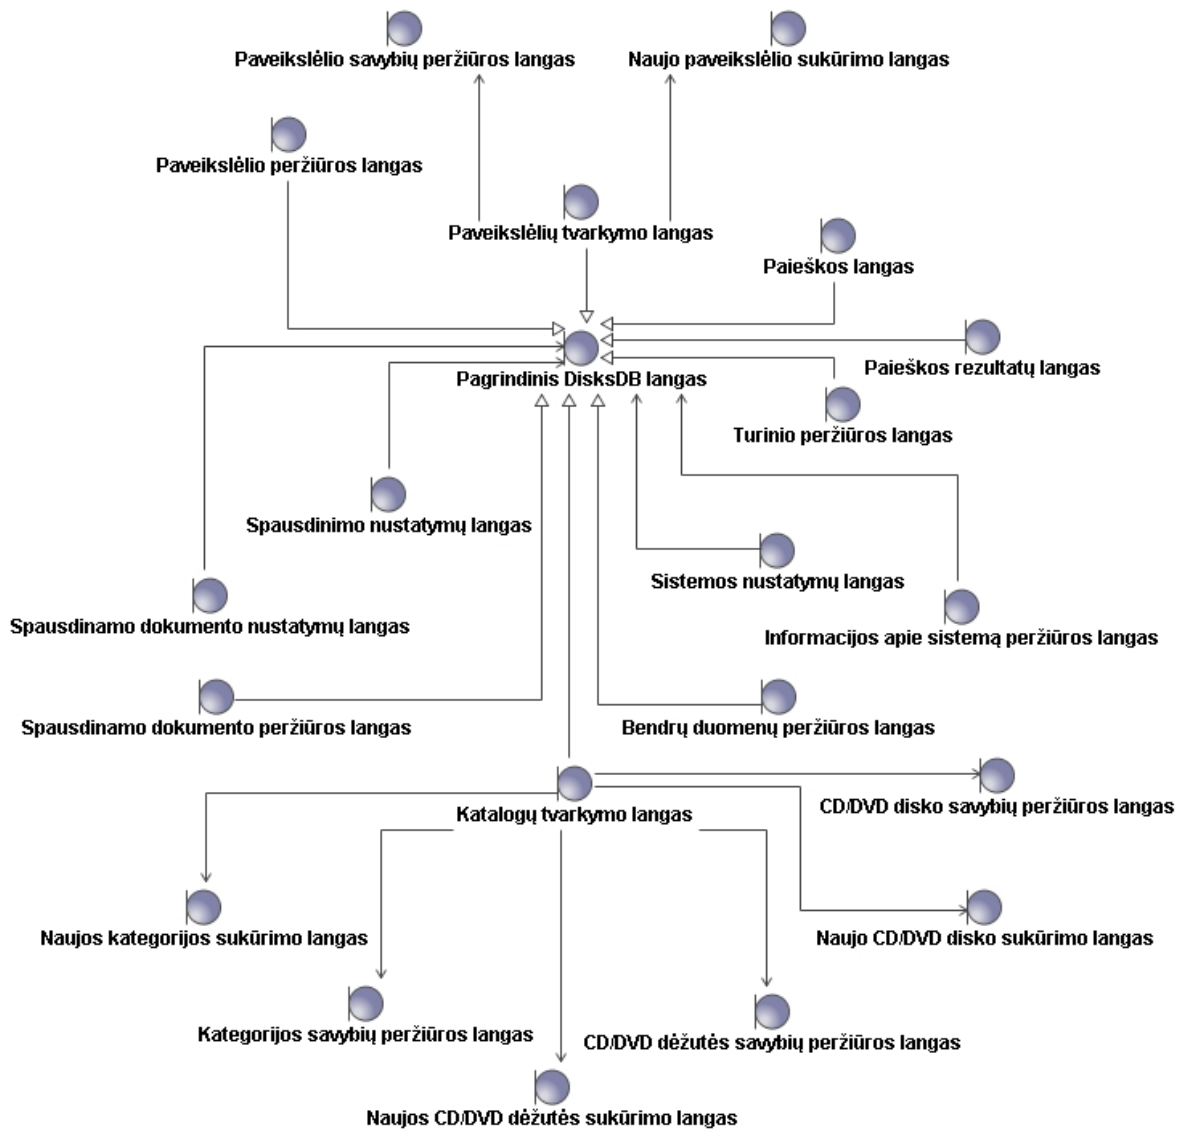 Paveikslėlio savybių peržiūros langas
Naujo paveikslėlio sukūrimo langas
Paveikslėlio peržiūros langas
Paveikslėlių tvarkymo langas
Paieškos langas
Paieškos rezultatų langas
Pagrindinis DisksDB langas
Turinio peržiūros langas
Spausdinimo nustatymų langas
Sistemos nustatymų langas
Spausdinamo dokumento nustatymų langas
Informacijos apie sistemą peržiūros langas
Spausdinamo dokumento peržiūros langas
Bendrų duomenų peržiūros langas
CD/DVD disko savybių peržiūros langas
Katalogų tvarkymo langas
Naujos kategorijos sukūrimo langas
Naujo CD/DVD disko sukūrimo langas
Kategorijos savybių peržiūros langas
CD/DVD dėžutės savybių peržiūros langas
Naujos CD/DVD dėžutės sukūrimo langas